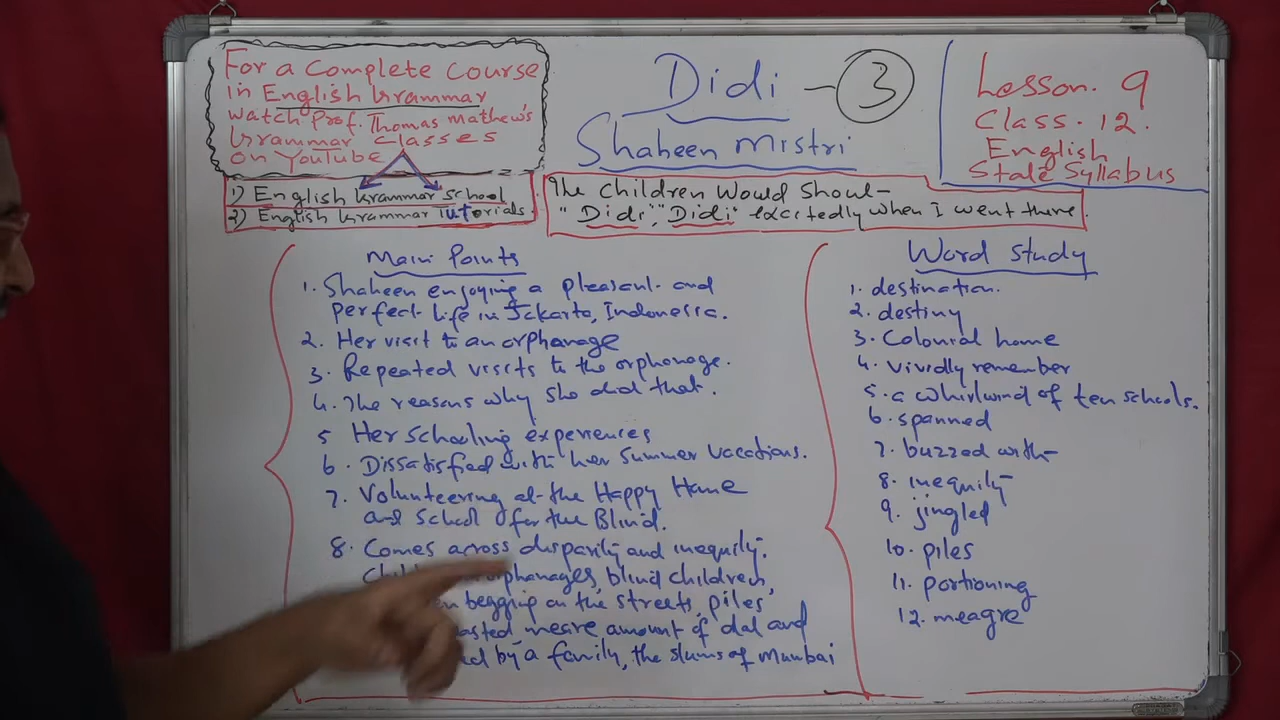 For a Complete Course
in English Grammar
watch Prof. Thomas Mathew's
Grammar Classes
on YouTube
1) English Grammar School
2) English Grammar Tutorials.
Didi - 3
Shaheen Mistri
Lesson. 9
Class. 12.
English
State Syllabus
The children would shout-
"Didi", "Didi" excitedly when I went there.
Main Points
1. Shaheen enjoying a pleasant and
perfect life in Jckarta, Indonesia.
2. Her visit to an orphanage
3. Repeated visits to the orphonage.
4. The reasons why she did that.
5 Her schooling experiences
6. Dissatisfied with her summer vacations.
7. Volunteering at the Happy Home
and School for the Blind.
8. Comes across disparity and inequity.
orphanages, blind children,
begging on the streets, piles
amount of dal and
by a family, the slums of Mumbai
Word Study
1. destination.
2. destiny
3. Colonial home
4. vividly remember
5. a whirlwind of ten schools.
6. spanned
7. buzzed with
8. inequity
9. jingled
10. piles
11. portioning
12. meagre